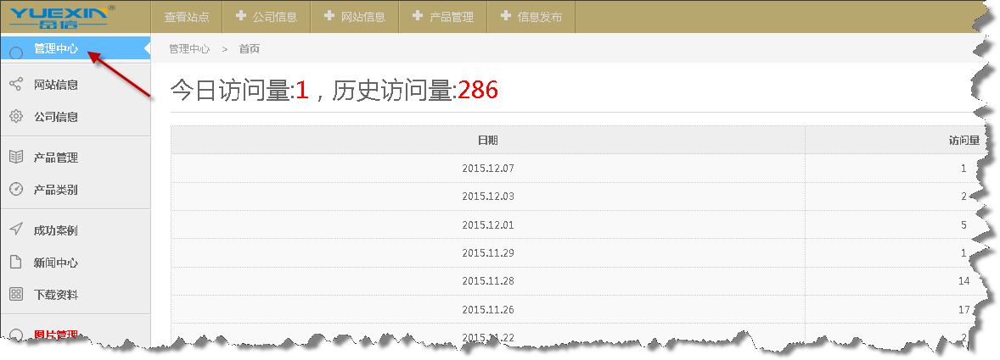 YUEXIN®
岳信
查看站点 公司信息 网站信息 产品管理 信息发布
管理中心
管理中心 > 首页
今日访问量:1，历史访问量:286
网站信息
公司信息
产品管理
产品类别
成功案例
新闻中心
下载资料
图片管理
日期 访问量
2015.12.07 1
2015.12.03 2
2015.12.01 5
2015.11.29 1
2015.11.28 14
2015.11.26 17
2015.11.22 2